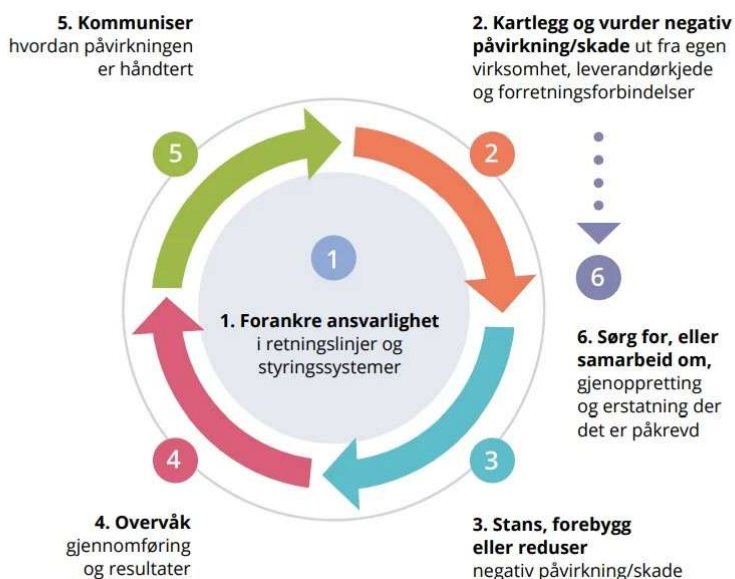 5. Kommuniser
hvordan påvirkningen
er håndtert
2. Kartlegg og vurder negativ
påvirkning/skade ut fra egen
virksomhet, leverandørkjede
og forretningsforbindelser
5
2
1
6
1. Forankre ansvarlighet
i retningslinjer og
styringssystemer
6. Sørg for, eller
samarbeid om,
gjenoppretting
og erstatning der
det er påkrevd
4
3
4. Overvåk
gjennomføring
og resultater
3. Stans, forebygg
eller reduser
negativ påvirkning/skade